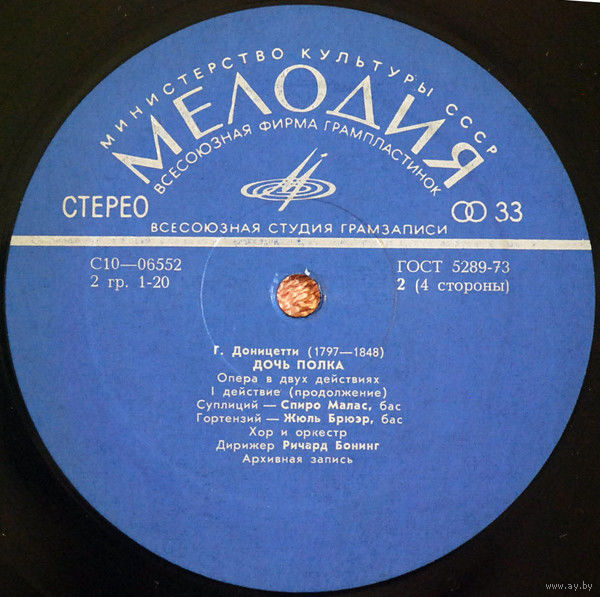 МИНИСТЕРСТВО КУЛЬТУРЫ СССР
МЕЛОДИЯ
ВСЕСОЮЗНАЯ ФИРМА ГРАМПЛАСТИНОК
СТЕРЕО
33
ВСЕСОЮЗНАЯ СТУДИЯ ГРАМЗАПИСИ
С10—06552
ГОСТ 5289-73
2 гр. 1-20
2 (4 стороны)
Г. Доницетти (1797—1848)
ДОЧЬ ПОЛКА
Опера в двух действиях
I действие (продолжение)
Сулпиций — Спиро Малас, бас
Гортензий — Жюль Брюэр, бас
Хор и оркестр
Дирижер Ричард Бонинг
Архивная запись
www.ay.by